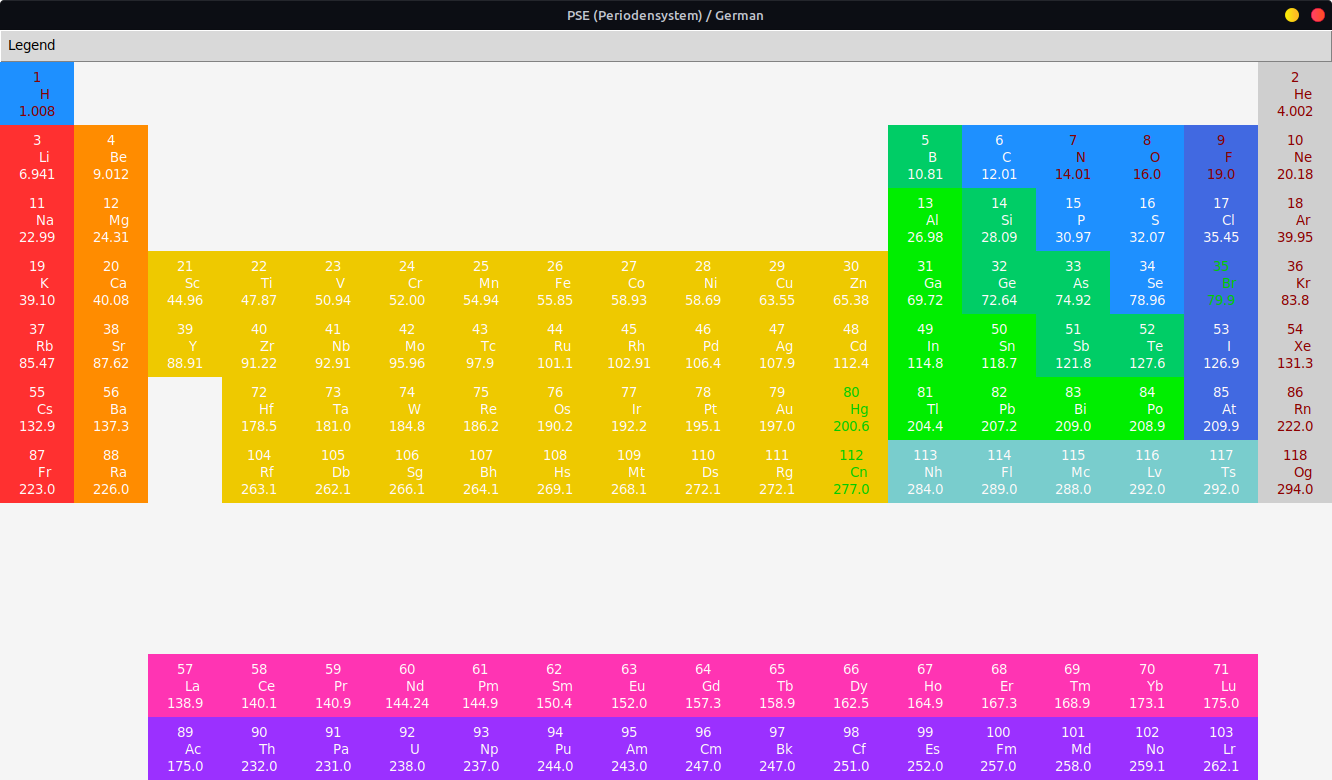 PSE (Periodensystem) / German
Legend
1 2
H He
1.008 4.002
3 4 5 6 7 8 9 10
Li Be B C N O F Ne
6.941 9.012 10.81 12.01 14.01 16.0 19.0 20.18
11 12 13 14 15 16 17 18
Na Mg Al Si P S Cl Ar
22.99 24.31 26.98 28.09 30.97 32.07 35.45 39.95
19 20 21 22 23 24 25 26 27 28 29 30 31 32 33 34 35 36
K Ca Sc Ti V Cr Mn Fe Co Ni Cu Zn Ga Ge As Se Br Kr
39.10 40.08 44.96 47.87 50.94 52.00 54.94 55.85 58.93 58.69 63.55 65.38 69.72 72.64 74.92 78.96 79.9 83.8
37 38 39 40 41 42 43 44 45 46 47 48 49 50 51 52 53 54
Rb Sr Y Zr Nb Mo Tc Ru Rh Pd Ag Cd In Sn Sb Te I Xe
85.47 87.62 88.91 91.22 92.91 95.96 97.9 101.1 102.91 106.4 107.9 112.4 114.8 118.7 121.8 127.6 126.9 131.3
55 56 72 73 74 75 76 77 78 79 80 81 82 83 84 85 86
Cs Ba Hf Ta W Re Os Ir Pt Au Hg Tl Pb Bi Po At Rn
132.9 137.3 178.5 181.0 184.8 186.2 190.2 192.2 195.1 197.0 200.6 204.4 207.2 209.0 208.9 209.9 222.0
87 88 104 105 106 107 108 109 110 111 112 113 114 115 116 117 118
Fr Ra Rf Db Sg Bh Hs Mt Ds Rg Cn Nh Fl Mc Lv Ts Og
223.0 226.0 263.1 262.1 266.1 264.1 269.1 268.1 272.1 272.1 277.0 284.0 289.0 288.0 292.0 292.0 294.0
57 58 59 60 61 62 63 64 65 66 67 68 69 70 71
La Ce Pr Nd Pm Sm Eu Gd Tb Dy Ho Er Tm Yb Lu
138.9 140.1 140.9 144.24 144.9 150.4 152.0 157.3 158.9 162.5 164.9 167.3 168.9 173.1 175.0
89 90 91 92 93 94 95 96 97 98 99 100 101 102 103
Ac Th Pa U Np Pu Am Cm Bk Cf Es Fm Md No Lr
175.0 232.0 231.0 238.0 237.0 244.0 243.0 247.0 247.0 251.0 252.0 257.0 258.0 259.1 262.1